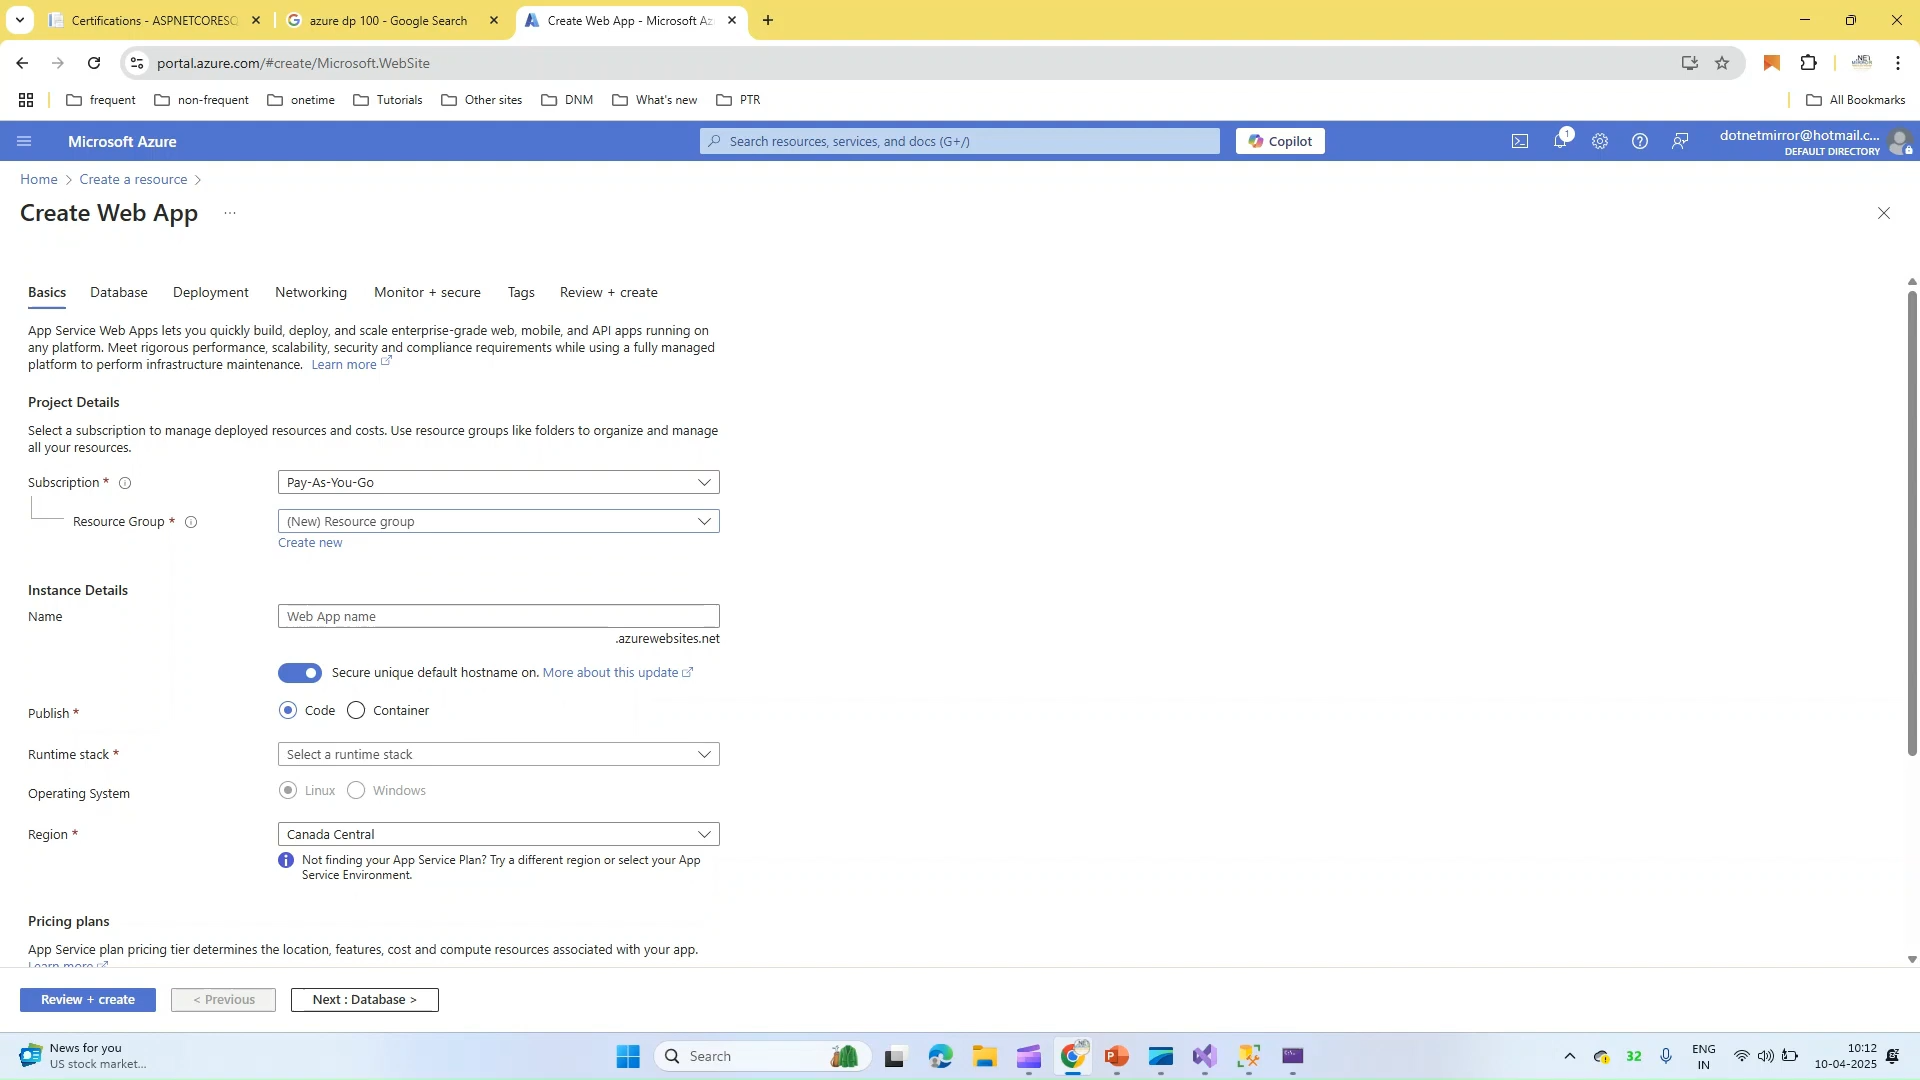 Certifications - ASPNETCORESC
azure dp 100 - Google Search
Create Web App - Microsoft Az
portal.azure.com/#create/Microsoft.WebSite
frequent
non-frequent
onetime
Tutorials
Other sites
DNM
What's new
PTR
All Bookmarks
Microsoft Azure
Search resources, services, and docs (G+/)
Copilot
1
dotnetmirror@hotmail.c...
DEFAULT DIRECTORY
Home > Create a resource >
Create Web App ...
Basics
Database
Deployment
Networking
Monitor + secure
Tags
Review + create
App Service Web Apps lets you quickly build, deploy, and scale enterprise-grade web, mobile, and API apps running on
any platform. Meet rigorous performance, scalability, security and compliance requirements while using a fully managed
platform to perform infrastructure maintenance. Learn more
Project Details
Select a subscription to manage deployed resources and costs. Use resource groups like folders to organize and manage
all your resources.
Subscription *
Pay-As-You-Go
Resource Group *
(New) Resource group
Create new
Instance Details
Name
Web App name
.azurewebsites.net
Secure unique default hostname on. More about this update
Publish *
Code
Container
Runtime stack *
Select a runtime stack
Operating System
Linux
Windows
Region *
Canada Central
Not finding your App Service Plan? Try a different region or select your App
Service Environment.
Pricing plans
App Service plan pricing tier determines the location, features, cost and compute resources associated with your app.
Learn more
Review + create
< Previous
Next : Database >
News for you
US stock market...
Search
32
ENG
IN
10:12
10-04-2025